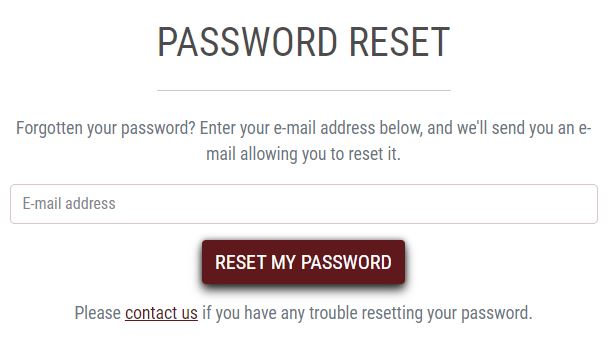 PASSWORD RESET
Forgotten your password? Enter your e-mail address below, and we'll send you an e-
mail allowing you to reset it.
E-mail address
RESET MY PASSWORD
Please contact us if you have any trouble resetting your password.